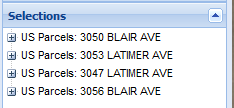 Selections
US Parcels: 3050 BLAIR AVE
US Parcels: 3053 LATIMER AVE
US Parcels: 3047 LATIMER AVE
US Parcels: 3056 BLAIR AVE